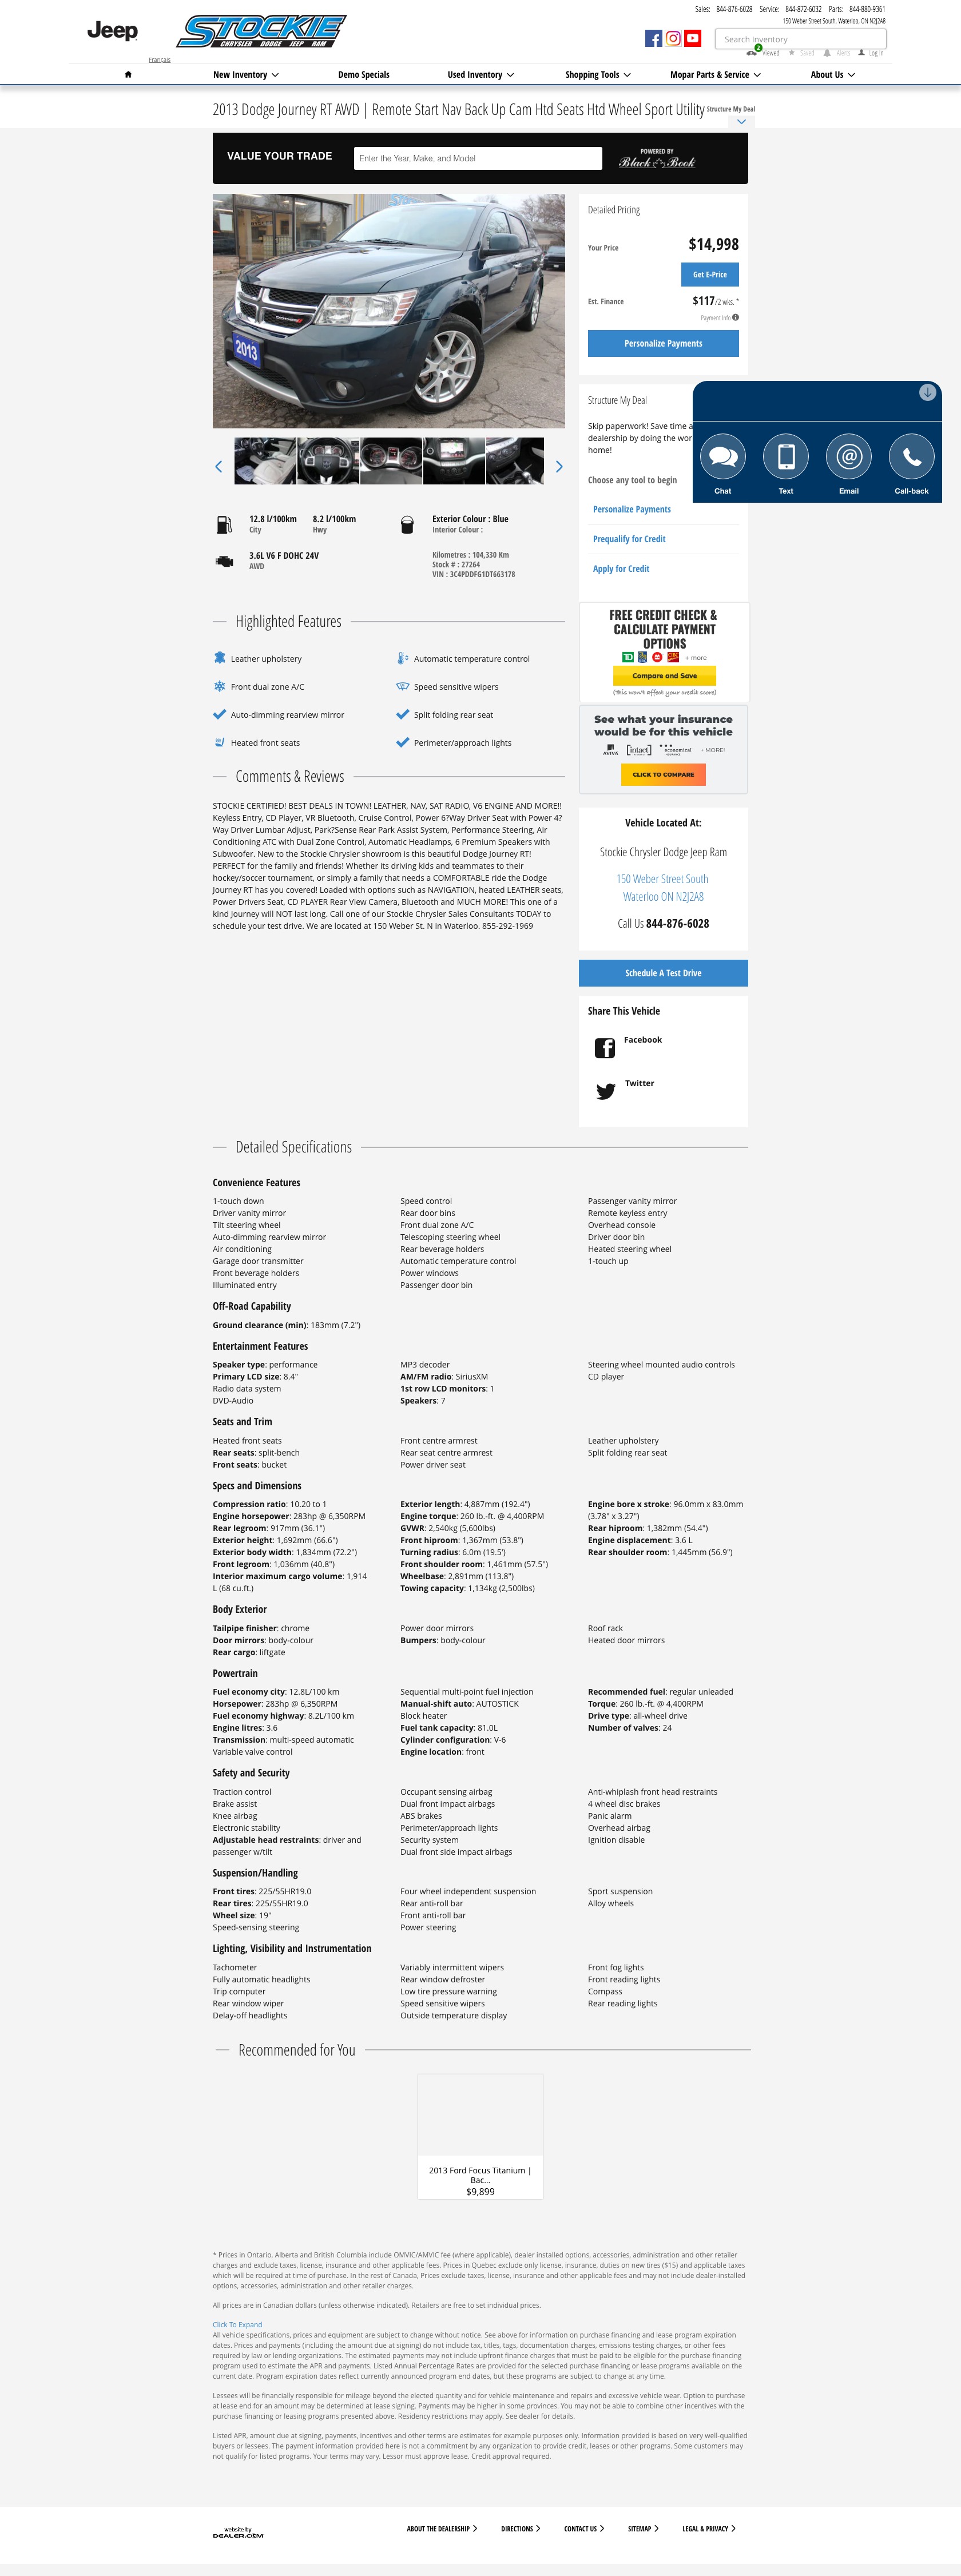 Sales: 844-876-6028 Service: 844-872-6032 Parts: 844-880-9361
150 Weber Street South, Waterloo, ON N2J2A8
Jeep
STOCKIE
CHRYSLER DODGE JEEP RAM
Search Inventory
2
Viewed Saved Alerts Log in
Français
New Inventory Demo Specials Used Inventory Shopping Tools Mopar Parts & Service About Us
2013 Dodge Journey RT AWD | Remote Start Nav Back Up Cam Htd Seats Htd Wheel Sport Utility
Structure My Deal
VALUE YOUR TRADE
Enter the Year, Make, and Model
POWERED BY
Black Book
2013
Detailed Pricing
Your Price $14,998
Get E-Price
Est. Finance $117/2 wks. *
Payment Info
Personalize Payments
Structure My Deal
Skip paperwork! Save time a
dealership by doing the wor
home!
Choose any tool to begin
Personalize Payments
Prequalify for Credit
Apply for Credit
Chat Text Email Call-back
12.8 l/100km 8.2 l/100km
City Hwy
3.6L V6 F DOHC 24V
AWD
Exterior Colour : Blue
Interior Colour :
Kilometres : 104,330 Km
Stock # : 27264
VIN : 3C4PDDFG1DT663178
Highlighted Features
Leather upholstery Automatic temperature control
Front dual zone A/C Speed sensitive wipers
Auto-dimming rearview mirror Split folding rear seat
Heated front seats Perimeter/approach lights
FREE CREDIT CHECK &
CALCULATE PAYMENT
OPTIONS
TD + more
Compare and Save
(This won't affect your credit score)
See what your insurance
would be for this vehicle
AVIVA [intact] economical + MORE!
CLICK TO COMPARE
Comments & Reviews
STOCKIE CERTIFIED! BEST DEALS IN TOWN! LEATHER, NAV, SAT RADIO, V6 ENGINE AND MORE!!
Keyless Entry, CD Player, VR Bluetooth, Cruise Control, Power 6?Way Driver Seat with Power 4?
Way Driver Lumbar Adjust, Park?Sense Rear Park Assist System, Performance Steering, Air
Conditioning ATC with Dual Zone Control, Automatic Headlamps, 6 Premium Speakers with
Subwoofer. New to the Stockie Chrysler showroom is this beautiful Dodge Journey RT!
PERFECT for the family and friends! Whether its driving kids and teammates to their
hockey/soccer tournament, or simply a family that needs a COMFORTABLE ride the Dodge
Journey RT has you covered! Loaded with options such as NAVIGATION, heated LEATHER seats,
Power Drivers Seat, CD PLAYER Rear View Camera, Bluetooth and MUCH MORE! This one of a
kind Journey will NOT last long. Call one of our Stockie Chrysler Sales Consultants TODAY to
schedule your test drive. We are located at 150 Weber St. N in Waterloo. 855-292-1969
Vehicle Located At:
Stockie Chrysler Dodge Jeep Ram
150 Weber Street South
Waterloo ON N2J2A8
Call Us 844-876-6028
Schedule A Test Drive
Share This Vehicle
Facebook
Twitter
Detailed Specifications
Convenience Features
1-touch down Speed control Passenger vanity mirror
Driver vanity mirror Rear door bins Remote keyless entry
Tilt steering wheel Front dual zone A/C Overhead console
Auto-dimming rearview mirror Telescoping steering wheel Driver door bin
Air conditioning Rear beverage holders Heated steering wheel
Garage door transmitter Automatic temperature control 1-touch up
Front beverage holders Power windows
Illuminated entry Passenger door bin
Off-Road Capability
Ground clearance (min): 183mm (7.2")
Entertainment Features
Speaker type: performance MP3 decoder Steering wheel mounted audio controls
Primary LCD size: 8.4" AM/FM radio: SiriusXM CD player
Radio data system 1st row LCD monitors: 1
DVD-Audio Speakers: 7
Seats and Trim
Heated front seats Front centre armrest Leather upholstery
Rear seats: split-bench Rear seat centre armrest Split folding rear seat
Front seats: bucket Power driver seat
Specs and Dimensions
Compression ratio: 10.20 to 1 Exterior length: 4,887mm (192.4") Engine bore x stroke: 96.0mm x 83.0mm
Engine horsepower: 283hp @ 6,350RPM Engine torque: 260 lb.-ft. @ 4,400RPM (3.78" x 3.27")
Rear legroom: 917mm (36.1") GVWR: 2,540kg (5,600lbs) Rear hiproom: 1,382mm (54.4")
Exterior height: 1,692mm (66.6") Front hiproom: 1,367mm (53.8") Engine displacement: 3.6 L
Exterior body width: 1,834mm (72.2") Turning radius: 6.0m (19.5') Rear shoulder room: 1,445mm (56.9")
Front legroom: 1,036mm (40.8") Front shoulder room: 1,461mm (57.5")
Interior maximum cargo volume: 1,914 Wheelbase: 2,891mm (113.8")
L (68 cu.ft.) Towing capacity: 1,134kg (2,500lbs)
Body Exterior
Tailpipe finisher: chrome Power door mirrors Roof rack
Door mirrors: body-colour Bumpers: body-colour Heated door mirrors
Rear cargo: liftgate
Powertrain
Fuel economy city: 12.8L/100 km Sequential multi-point fuel injection Recommended fuel: regular unleaded
Horsepower: 283hp @ 6,350RPM Manual-shift auto: AUTOSTICK Torque: 260 lb.-ft. @ 4,400RPM
Fuel economy highway: 8.2L/100 km Block heater Drive type: all-wheel drive
Engine litres: 3.6 Fuel tank capacity: 81.0L Number of valves: 24
Transmission: multi-speed automatic Cylinder configuration: V-6
Variable valve control Engine location: front
Safety and Security
Traction control Occupant sensing airbag Anti-whiplash front head restraints
Brake assist Dual front impact airbags 4 wheel disc brakes
Knee airbag ABS brakes Panic alarm
Electronic stability Perimeter/approach lights Overhead airbag
Adjustable head restraints: driver and Security system Ignition disable
passenger w/tilt Dual front side impact airbags
Suspension/Handling
Front tires: 225/55HR19.0 Four wheel independent suspension Sport suspension
Rear tires: 225/55HR19.0 Rear anti-roll bar Alloy wheels
Wheel size: 19" Front anti-roll bar
Speed-sensing steering Power steering
Lighting, Visibility and Instrumentation
Tachometer Variably intermittent wipers Front fog lights
Fully automatic headlights Rear window defroster Front reading lights
Trip computer Low tire pressure warning Compass
Rear window wiper Speed sensitive wipers Rear reading lights
Delay-off headlights Outside temperature display
Recommended for You
2013 Ford Focus Titanium |
Bac...
$9,899
* Prices in Ontario, Alberta and British Columbia include OMVIC/AMVIC fee (where applicable), dealer installed options, accessories, administration and other retailer
charges and exclude taxes, license, insurance and other applicable fees. Prices in Quebec exclude only license, insurance, duties on new tires ($15) and applicable taxes
which will be required at time of purchase. In the rest of Canada, Prices exclude taxes, license, insurance and other applicable fees and may not include dealer-installed
options, accessories, administration and other retailer charges.
All prices are in Canadian dollars (unless otherwise indicated). Retailers are free to set individual prices.
Click To Expand
All vehicle specifications, prices and equipment are subject to change without notice. See above for information on purchase financing and lease program expiration
dates. Prices and payments (including the amount due at signing) do not include tax, titles, tags, documentation charges, emissions testing charges, or other fees
required by law or lending organizations. The estimated payments may not include upfront finance charges that must be paid to be eligible for the purchase financing
program used to estimate the APR and payments. Listed Annual Percentage Rates are provided for the selected purchase financing or lease programs available on the
current date. Program expiration dates reflect currently announced program end dates, but these programs are subject to change at any time.
Lessees will be financially responsible for mileage beyond the elected quantity and for vehicle maintenance and repairs and excessive vehicle wear. Option to purchase
at lease end for an amount may be determined at lease signing. Payments may be higher in some provinces. You may not be able to combine other incentives with the
purchase financing or leasing programs presented above. Residency restrictions may apply. See dealer for details.
Listed APR, amount due at signing, payments, incentives and other terms are estimates for example purposes only. Information provided is based on very well-qualified
buyers or lessees. The payment information provided here is not a commitment by any organization to provide credit, leases or other programs. Some customers may
not qualify for listed programs. Your terms may vary. Lessor must approve lease. Credit approval required.
website by
DEALER.COM
ABOUT THE DEALERSHIP DIRECTIONS CONTACT US SITEMAP LEGAL & PRIVACY